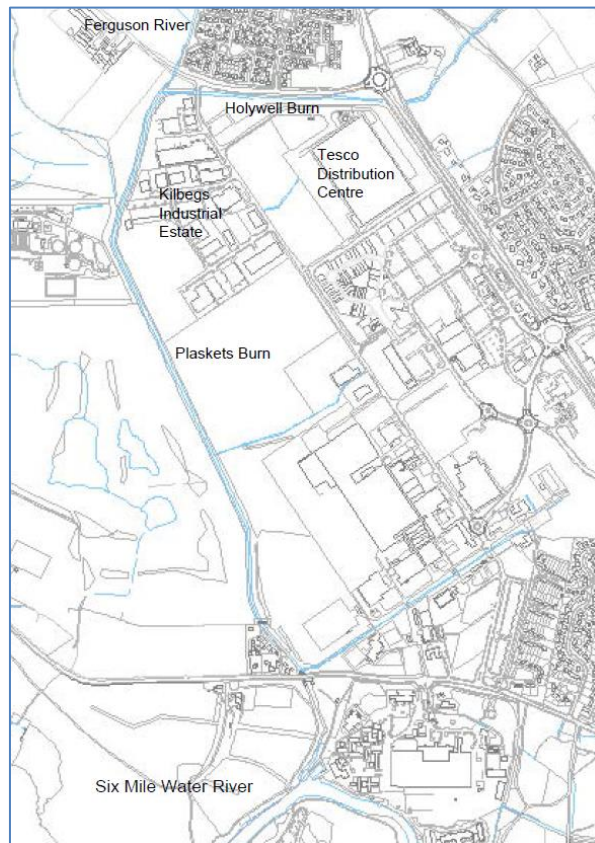 Ferguson River
Holywell Burn
Tesco
Distribution
Centre
Kilbegs
Industrial
Estate
Plaskets Burn
Six Mile Water River